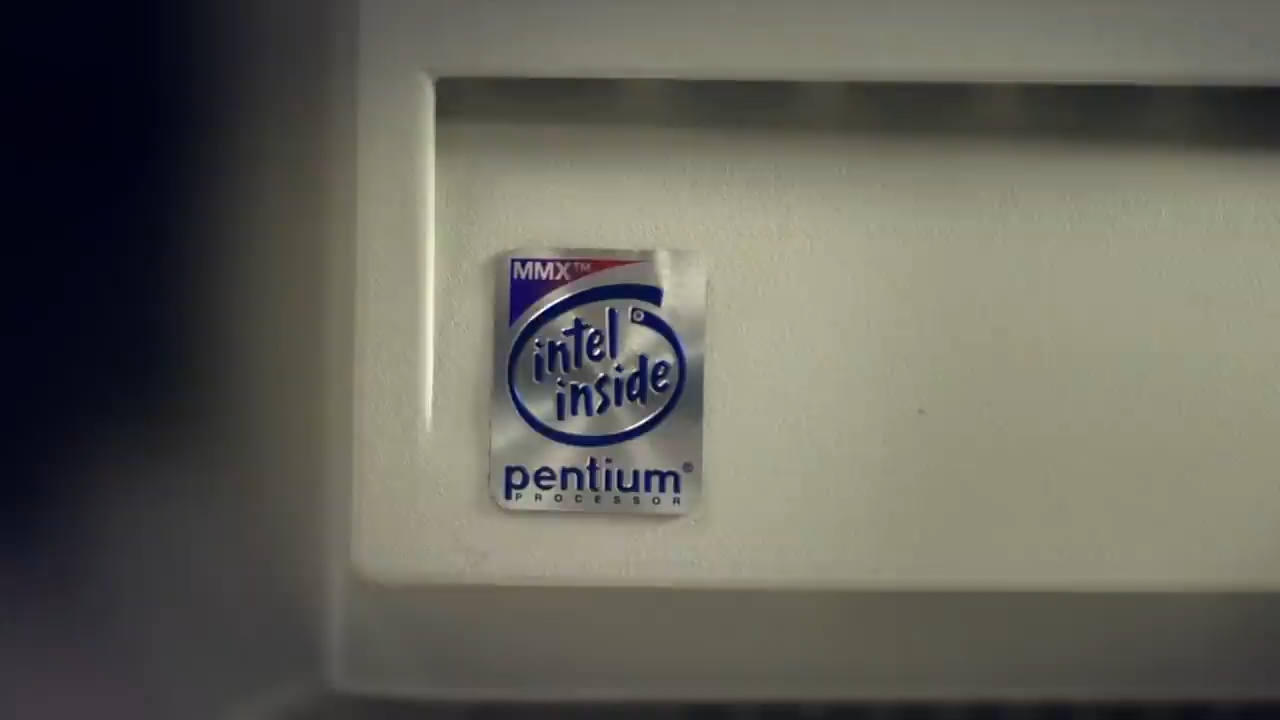 MMX™
intel®
inside
pentium®
PROCESSOR